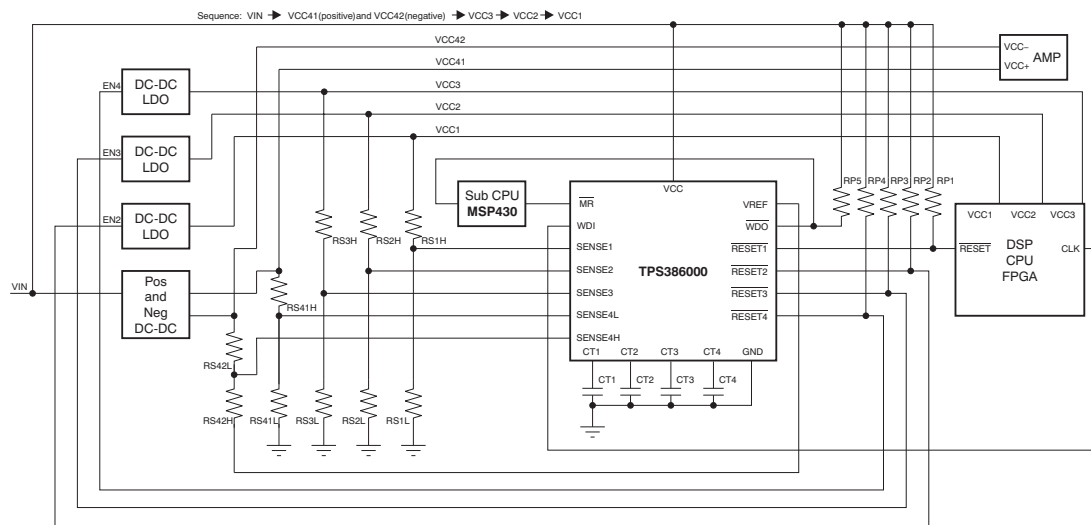 Sequence: VIN → VCC41(positive)and VCC42(negative) → VCC3 → VCC2 → VCC1
VCC42
VCC41
VCC3
VCC2
VCC1
VCC−
VCC+
AMP
EN4
DC-DC
LDO
EN3
DC-DC
LDO
EN2
DC-DC
LDO
VIN
Pos
and
Neg
DC-DC
Sub CPU
MSP430
RS3H
RS2H
RS1H
RS41H
RS42L
RS42H
RS41L
RS3L
RS2L
RS1L
VCC
MR
WDI
SENSE1
SENSE2
SENSE3
SENSE4L
SENSE4H
TPS386000
VREF
WDO
RESET1
RESET2
RESET3
RESET4
CT1
CT2
CT3
CT4
GND
CT1
CT2
CT3
CT4
RP5
RP4
RP3
RP2
RP1
VCC1
VCC2
VCC3
RESET
DSP
CPU
FPGA
CLK